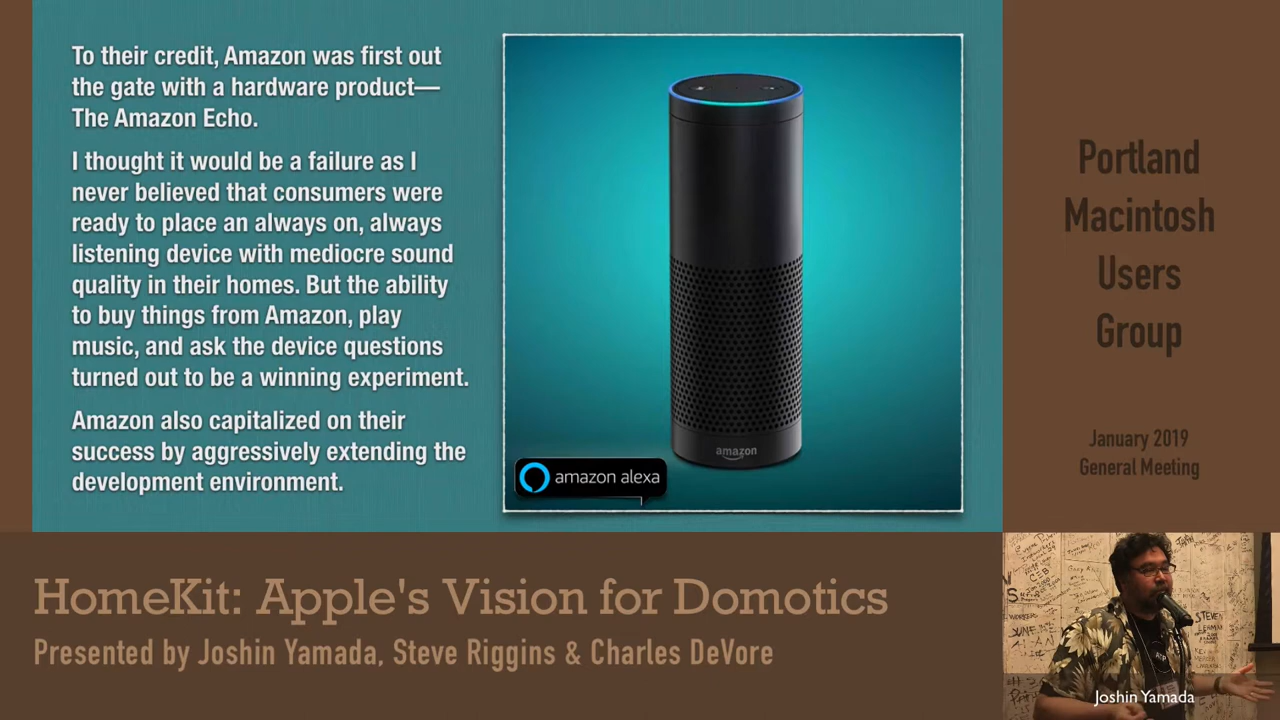 To their credit, Amazon was first out
the gate with a hardware product—
The Amazon Echo.
I thought it would be a failure as I
never believed that consumers were
ready to place an always on, always
listening device with mediocre sound
quality in their homes. But the ability
to buy things from Amazon, play
music, and ask the device questions
turned out to be a winning experiment.
Amazon also capitalized on their
success by aggressively extending the
development environment.
amazon
amazon alexa
Portland
Macintosh
Users
Group
January 2019
General Meeting
HomeKit: Apple's Vision for Domotics
Presented by Joshin Yamada, Steve Riggins & Charles DeVore
STEVEN
Joshin Yamada